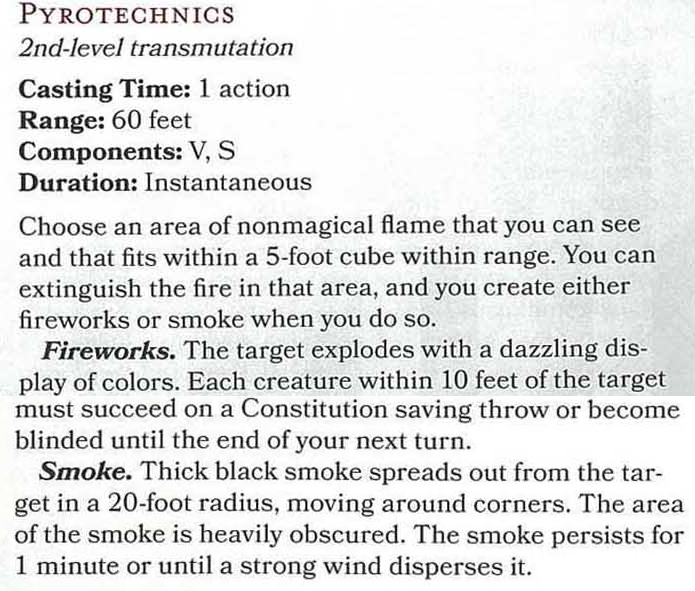 PYROTECHNICS
2nd-level transmutation
Casting Time: 1 action
Range: 60 feet
Components: V, S
Duration: Instantaneous
Choose an area of nonmagical flame that you can see
and that fits within a 5-foot cube within range. You can
extinguish the fire in that area, and you create either
fireworks or smoke when you do so.
Fireworks. The target explodes with a dazzling dis-
play of colors. Each creature within 10 feet of the target
must succeed on a Constitution saving throw or become
blinded until the end of your next turn.
Smoke. Thick black smoke spreads out from the tar-
get in a 20-foot radius, moving around corners. The area
of the smoke is heavily obscured. The smoke persists for
1 minute or until a strong wind disperses it.